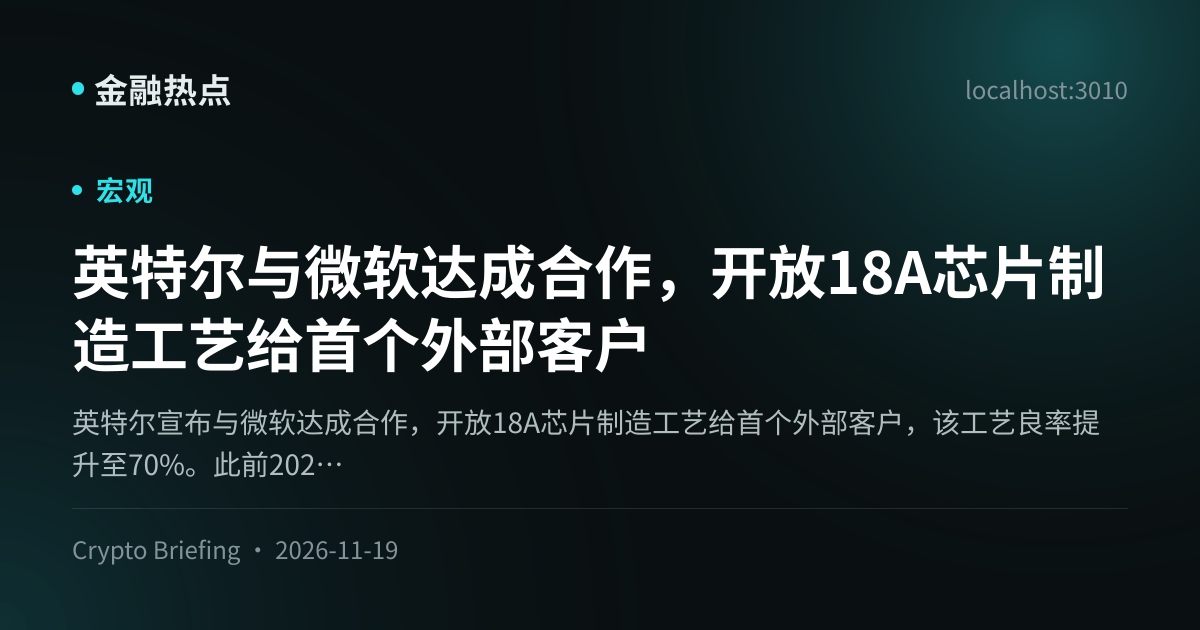 金融热点
localhost:3010
宏观
英特尔与微软达成合作，开放18A芯片制
造工艺给首个外部客户
英特尔宣布与微软达成合作，开放18A芯片制造工艺给首个外部客户，该工艺良率提
升至70%。此前202…
Crypto Briefing · 2026-11-19